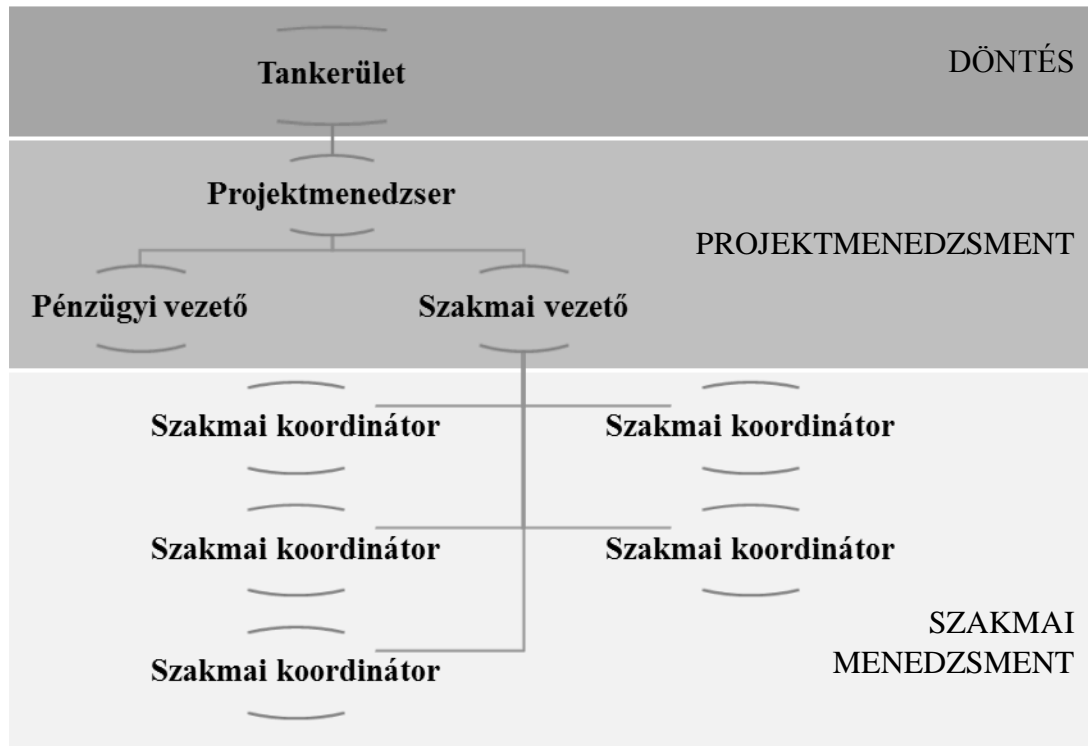 Tankerület
DÖNTÉS
Projektmenedzser
PROJEKTMENEDZSMENT
Pénzügyi vezető
Szakmai vezető
Szakmai koordinátor
Szakmai koordinátor
Szakmai koordinátor
Szakmai koordinátor
Szakmai koordinátor
SZAKMAI
MENEDZSMENT